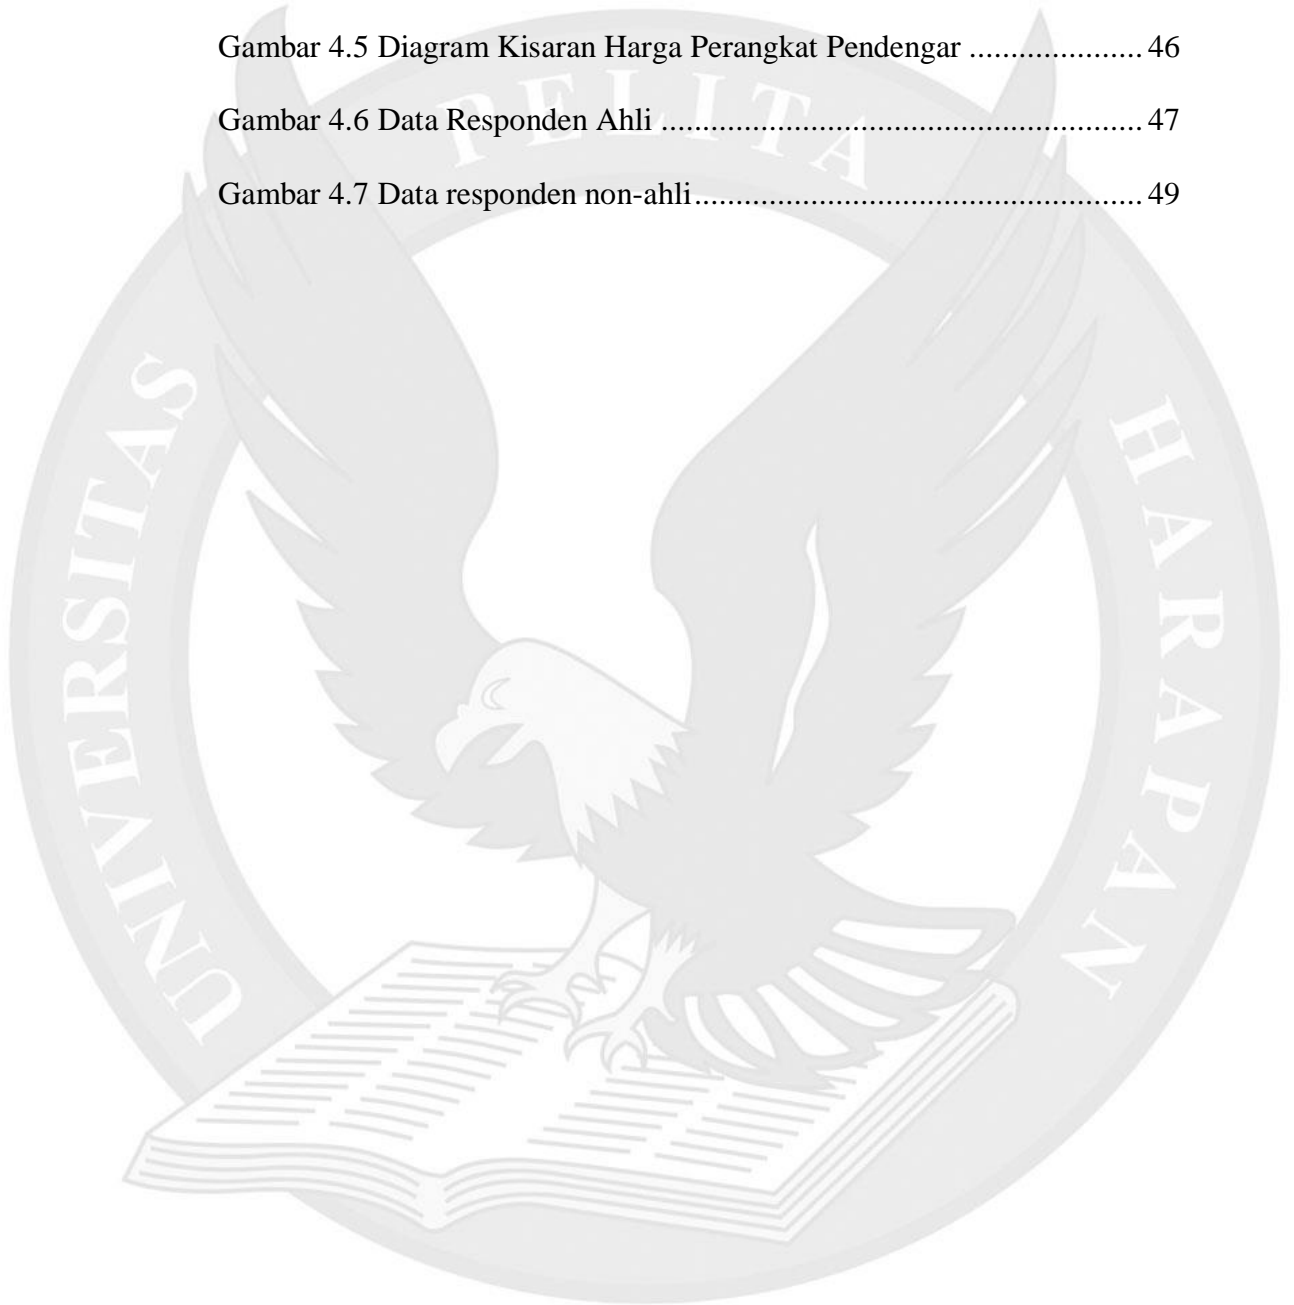 Gambar 4.5 Diagram Kisaran Harga Perangkat Pendengar ..................... 46
Gambar 4.6 Data Responden Ahli ......................................................... 47
Gambar 4.7 Data responden non-ahli..................................................... 49
UNIVERSITAS PELITA HARAPAN